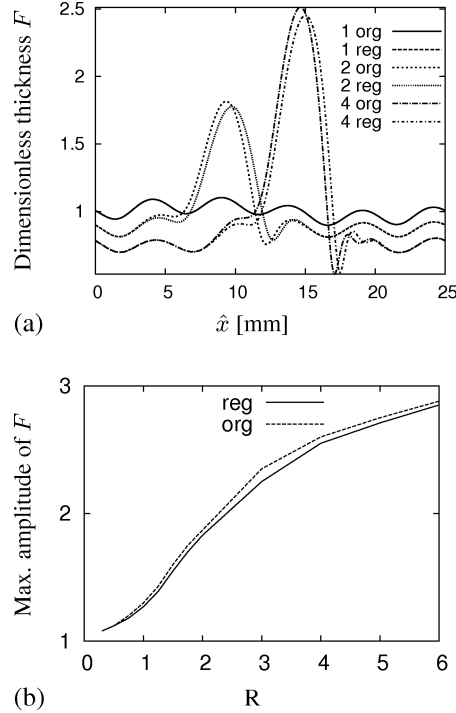 Dimensionless thickness F
2.5
2
1.5
1
1 org
1 reg
2 org
2 reg
4 org
4 reg
0 5 10 15 20 25
(a)
x̂ [mm]
Max. amplitude of F
3
2
1
reg
org
0 1 2 3 4 5 6
(b)
R